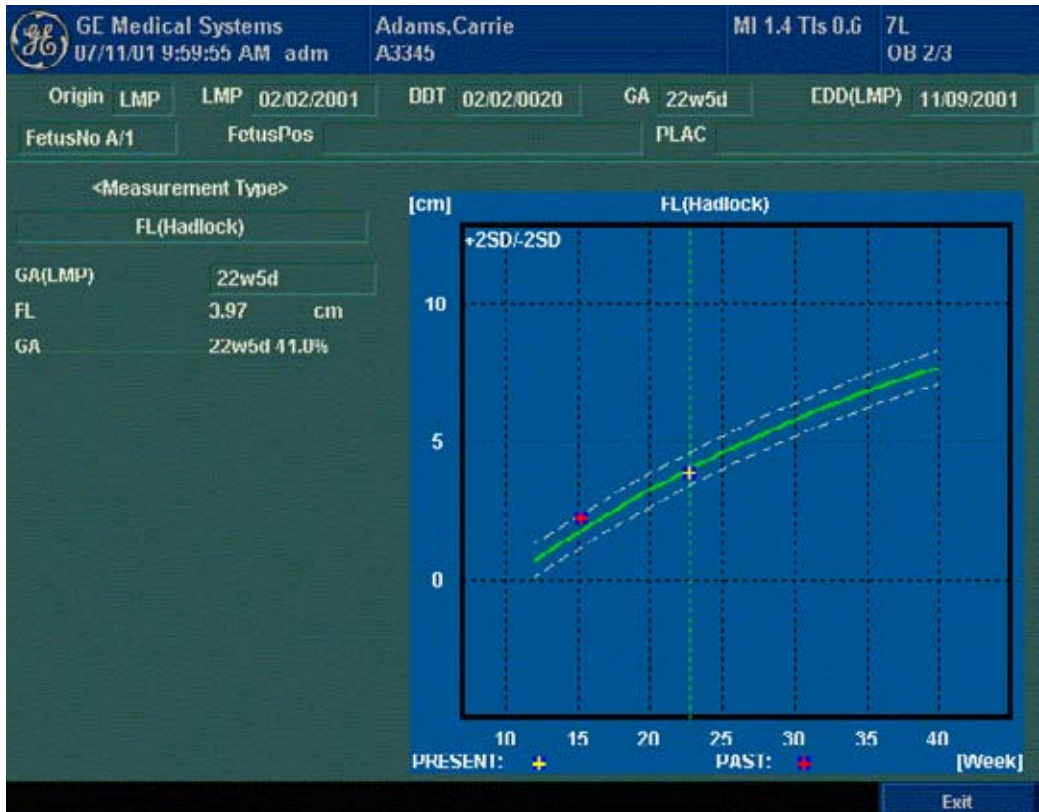 GE Medical Systems
07/11/01 9:59:55 AM adm
Adams,Carrie
A3345
MI 1.4 TIs 0.6
7L
OB 2/3
Origin LMP LMP 02/02/2001 DDT 02/02/0020 GA 22w5d EDD(LMP) 11/09/2001
FetusNo A/1 FetusPos PLAC
<Measurement Type>
FL(Hadlock)
GA(LMP) 22w5d
FL 3.97 cm
GA 22w5d 41.0%
[cm] FL(Hadlock)
+2SD/-2SD
10
5
0
10 15 20 25 30 35 40
PRESENT: + PAST: + [Week]
Exit